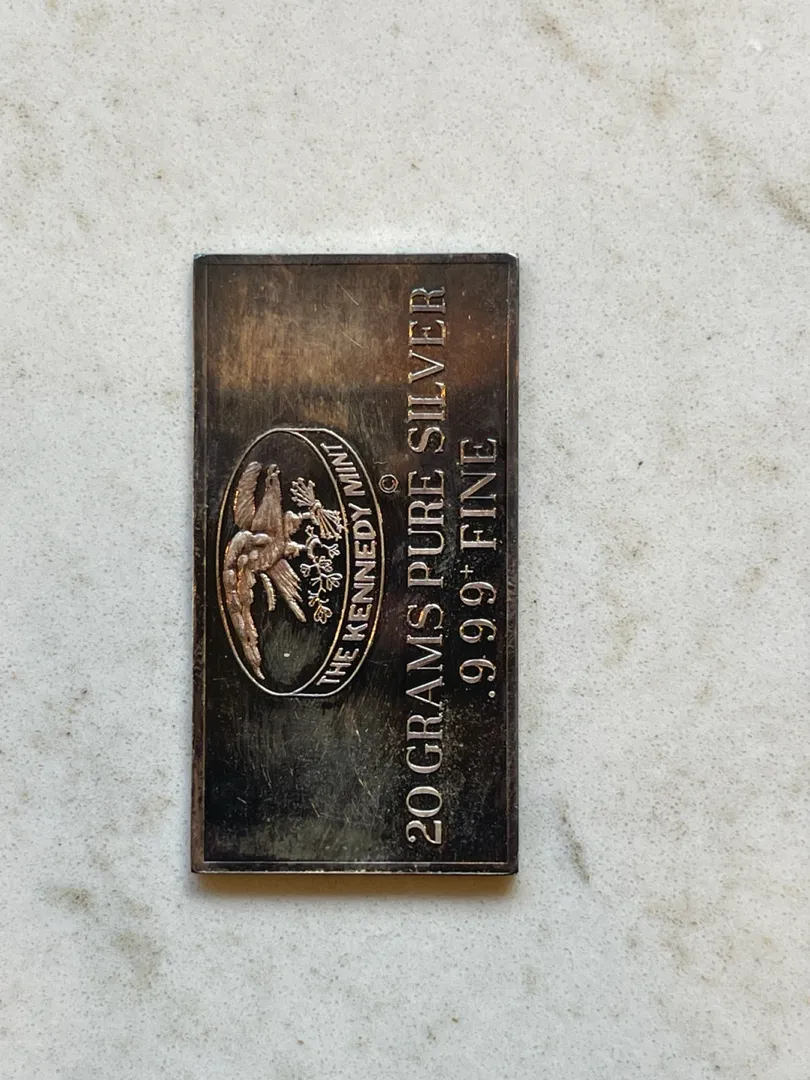 THE KENNEDY MINT
©
20 GRAMS PURE SILVER
.999+ FINE